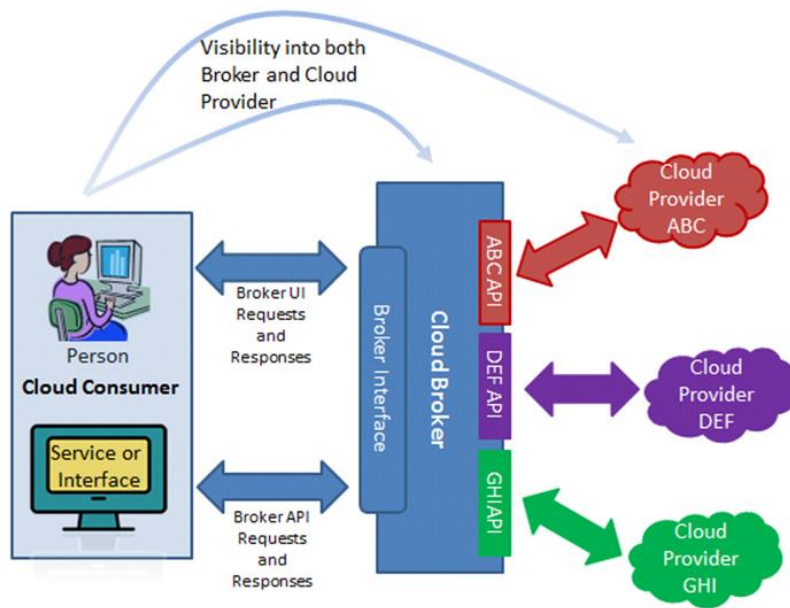 Visibility into both
Broker and Cloud
Provider
Person
Cloud Consumer
Service or
Interface
Broker UI
Requests
and
Responses
Broker API
Requests
and
Responses
Broker Interface
Cloud Broker
ABC API
DEF API
GHI API
Cloud
Provider
ABC
Cloud
Provider
DEF
Cloud
Provider
GHI